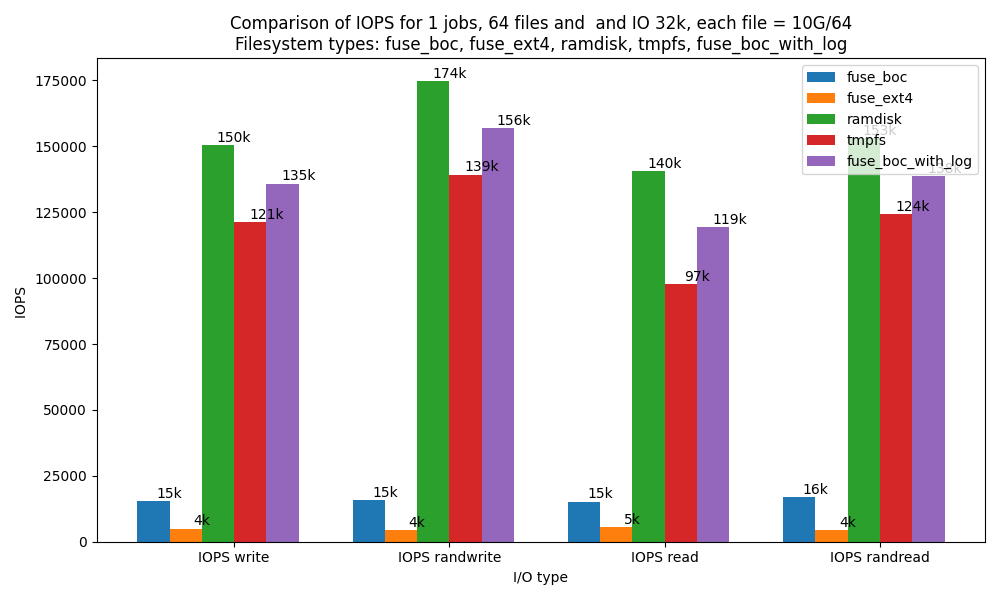 Comparison of IOPS for 1 jobs, 64 files and  and IO 32k, each file = 10G/64
Filesystem types: fuse_boc, fuse_ext4, ramdisk, tmpfs, fuse_boc_with_log
fuse_boc
fuse_ext4
ramdisk
tmpfs
fuse_boc_with_log
IOPS
175000
150000
125000
100000
75000
50000
25000
0
15k
4k
150k
121k
135k
15k
4k
174k
139k
156k
15k
5k
140k
97k
119k
16k
4k
153k
124k
138k
IOPS write
IOPS randwrite
IOPS read
IOPS randread
I/O type